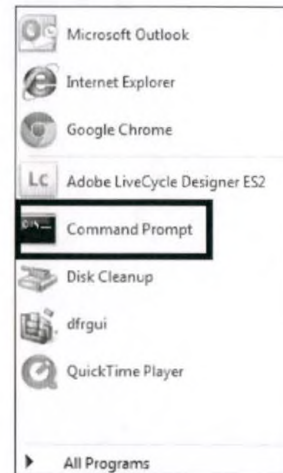 Microsoft Outlook
Internet Explorer
Google Chrome
LC Adobe LiveCycle Designer ES2
C:\. Command Prompt
Disk Cleanup
dfrgui
QuickTime Player
All Programs